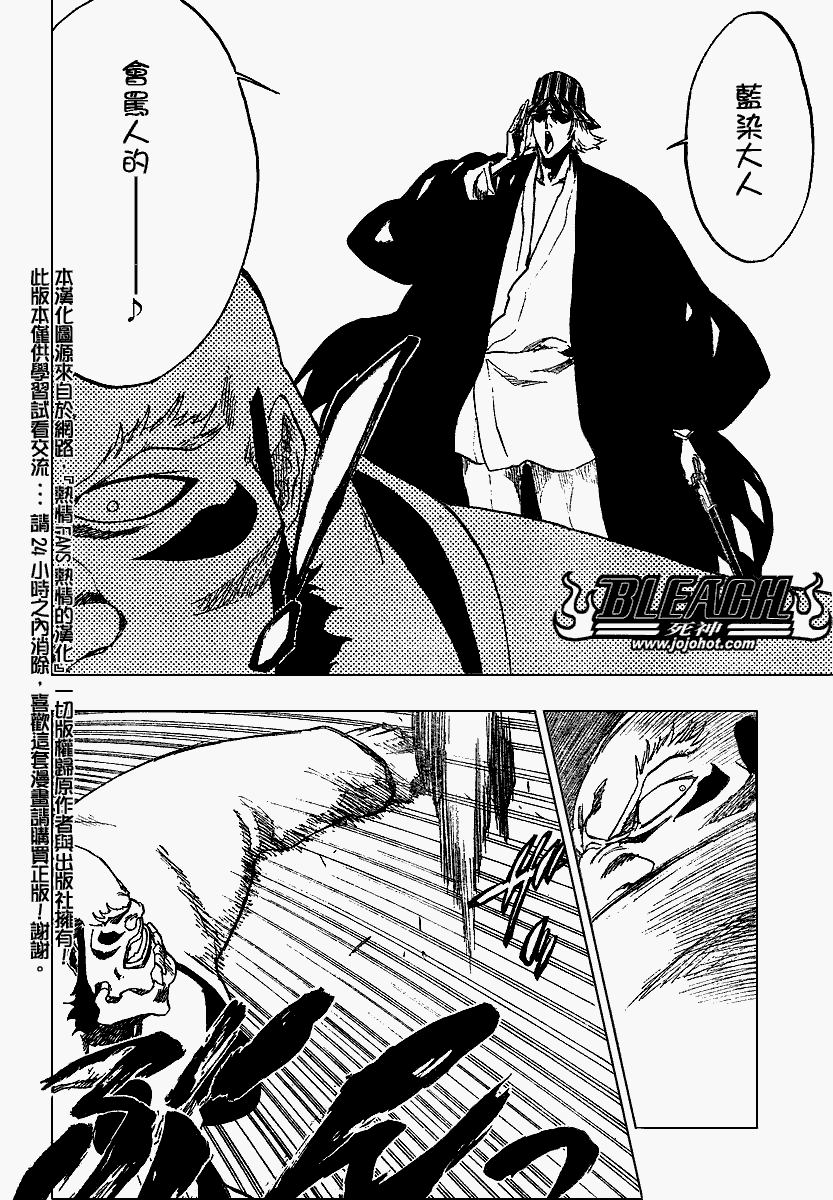 藍染大人
會罵人的——♪
BLEACH
死神
www.jojohot.com
本漢化圖源來自於網路，『熱情FANS熱情的漢化』一切版權歸原作者與出版社擁有！
此版本僅供學習試看交流… 請24小時之內消除，喜歡這套漫畫請購買正版！謝謝。